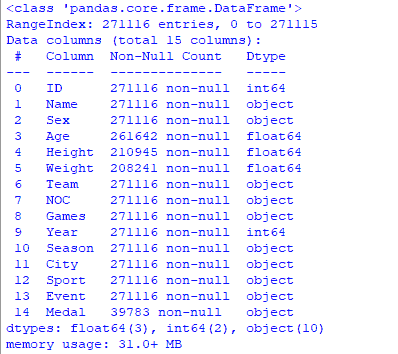 <class 'pandas.core.frame.DataFrame'>
RangeIndex: 271116 entries, 0 to 271115
Data columns (total 15 columns):
 #   Column  Non-Null Count   Dtype
---  ------  --------------   -----
 0   ID      271116 non-null  int64
 1   Name    271116 non-null  object
 2   Sex     271116 non-null  object
 3   Age     261642 non-null  float64
 4   Height  210945 non-null  float64
 5   Weight  208241 non-null  float64
 6   Team    271116 non-null  object
 7   NOC     271116 non-null  object
 8   Games   271116 non-null  object
 9   Year    271116 non-null  int64
 10  Season  271116 non-null  object
 11  City    271116 non-null  object
 12  Sport   271116 non-null  object
 13  Event   271116 non-null  object
 14  Medal   39783 non-null   object
dtypes: float64(3), int64(2), object(10)
memory usage: 31.0+ MB